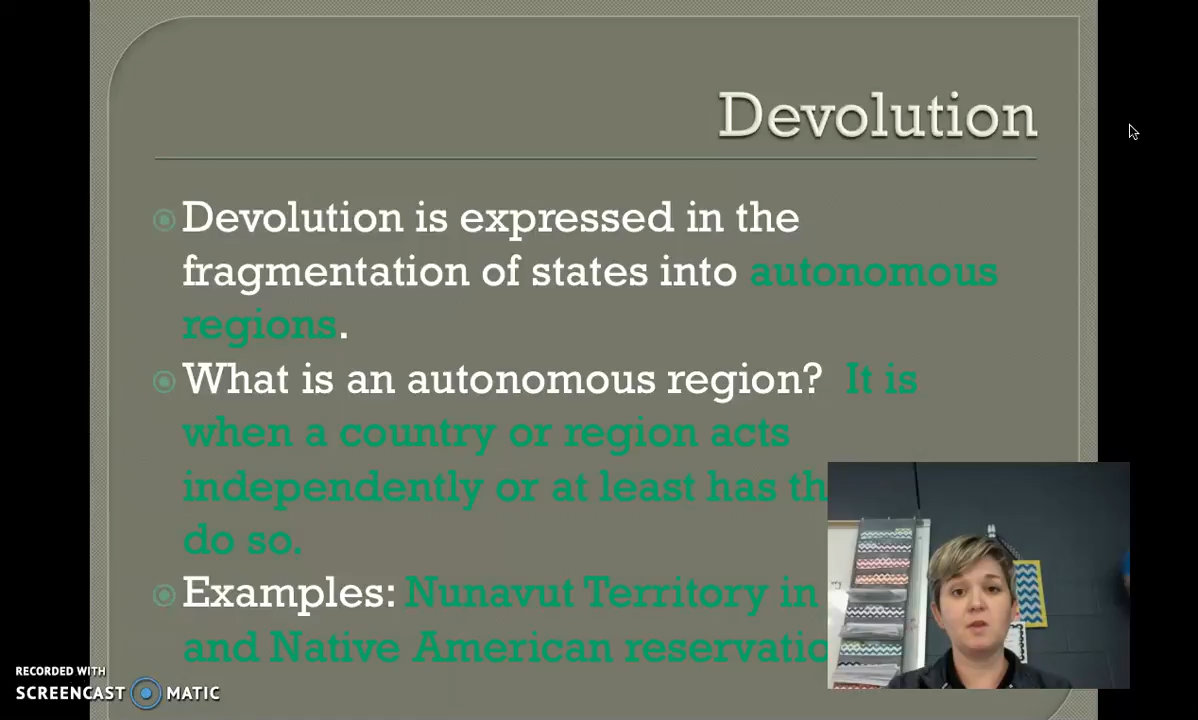 Devolution
Devolution is expressed in the
fragmentation of states into autonomous
regions.
What is an autonomous region? It is
when a country or region acts
independently or at least has th
do so.
Examples: Nunavut Territory in
and Native American reservatio
RECORDED WITH
SCREENCAST MATIC